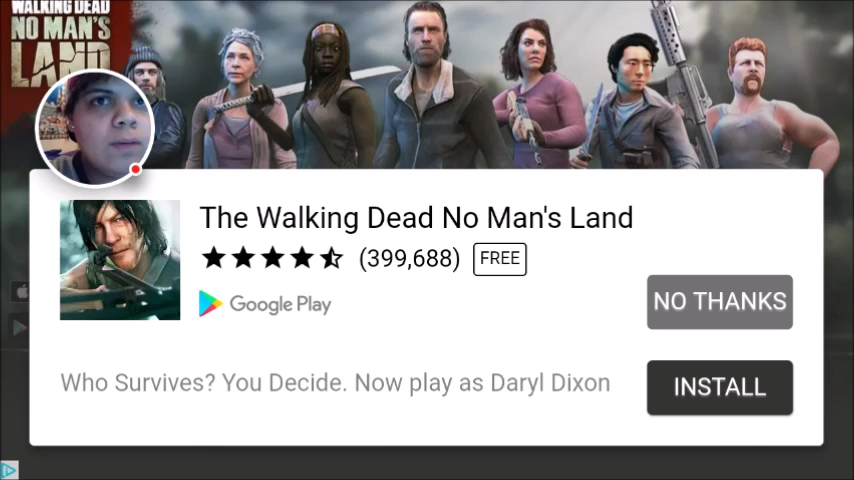 WALKING DEAD
NO MAN'S
LAND
The Walking Dead No Man's Land
(399,688) FREE
Google Play
NO THANKS
Who Survives? You Decide. Now play as Daryl Dixon
INSTALL